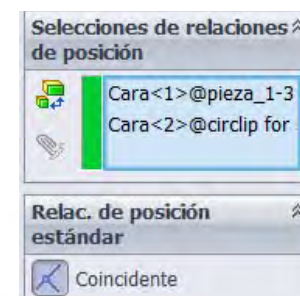 Selecciones de relaciones
de posición
Cara<1>@pieza_1-3
Cara<2>@circlip for
Relac. de posición
estándar
Coincidente